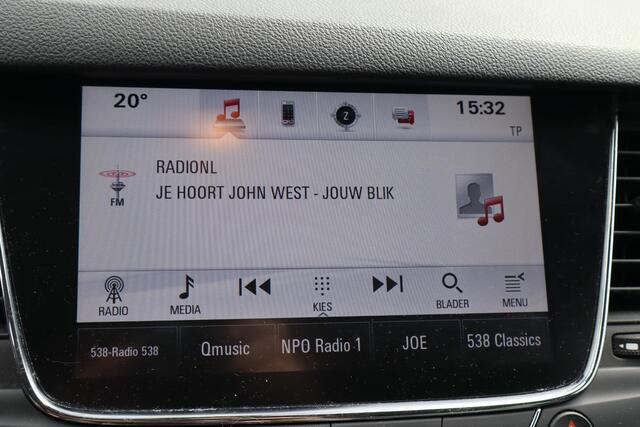 20°
Z
15:32
TP
RADIONL
FM
JE HOORT JOHN WEST - JOUW BLIK
RADIO MEDIA KIES BLADER MENU
538-Radio 538 Qmusic NPO Radio 1 JOE 538 Classics